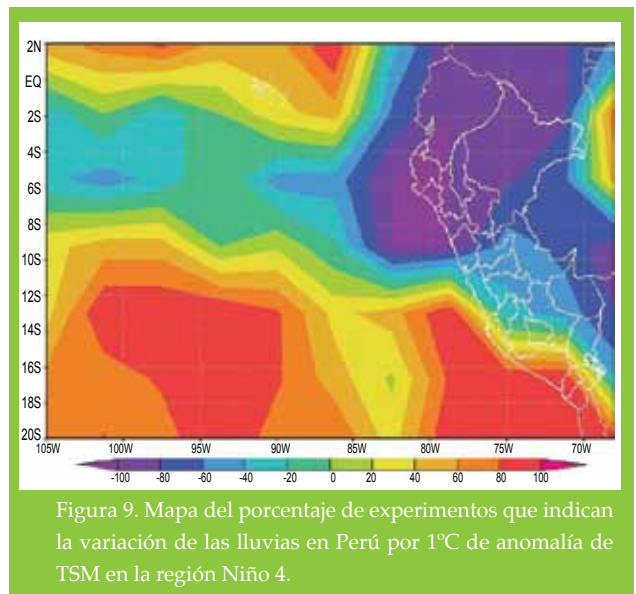 2N
EQ
2S
4S
6S
8S
10S
12S
14S
16S
18S
20S
105W 100W 95W 90W 85W 80W 75W 70W
-100 -80 -60 -40 -20 0 20 40 60 80 100
Figura 9. Mapa del porcentaje de experimentos que indican
la variación de las lluvias en Perú por 1ºC de anomalía de
TSM en la región Niño 4.